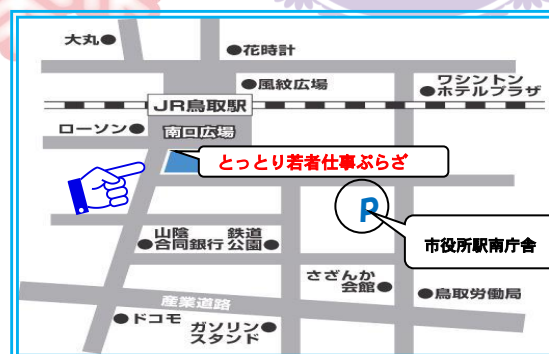 大丸
花時計
風紋広場
ワシントン
ホテルプラザ
JR鳥取駅
ローソン
南口広場
とっとり若者仕事ぷらざ
P
市役所駅南庁舎
山陰
合同銀行
鉄道
公園
さざんか
会館
鳥取労働局
産業道路
ドコモ
ガソリン
スタンド